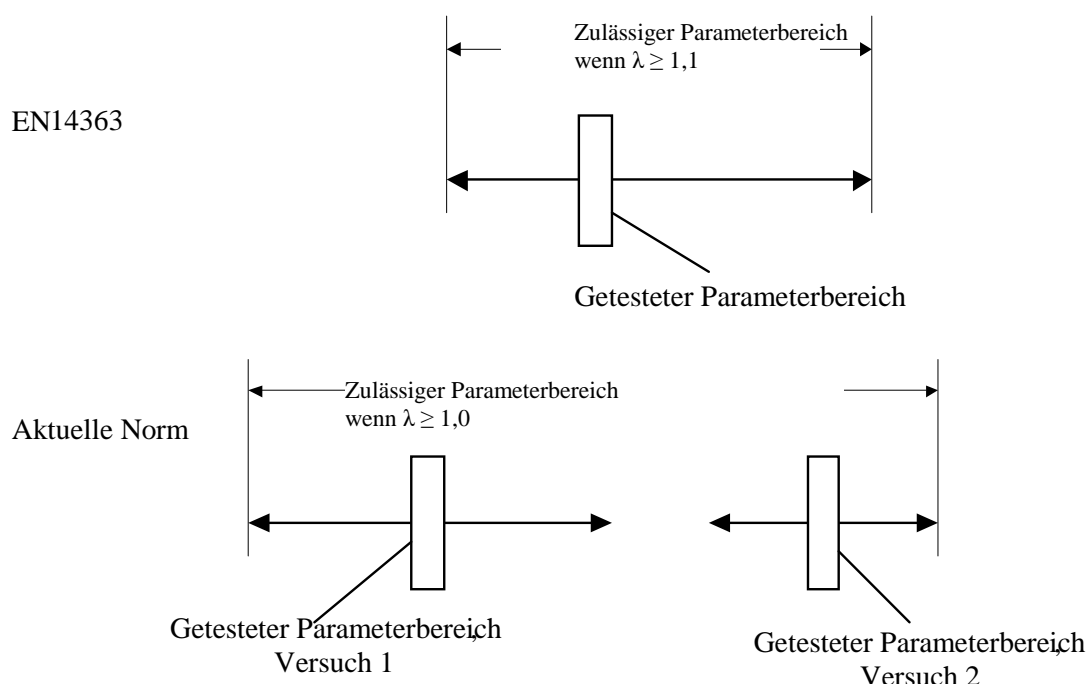 Zulässiger Parameterbereich
wenn λ ≥ 1,1
EN14363
Getesteter Parameterbereich
Zulässiger Parameterbereich
wenn λ ≥ 1,0
Aktuelle Norm
Getesteter Parameterbereich,
Versuch 1
Getesteter Parameterbereich,
Versuch 2